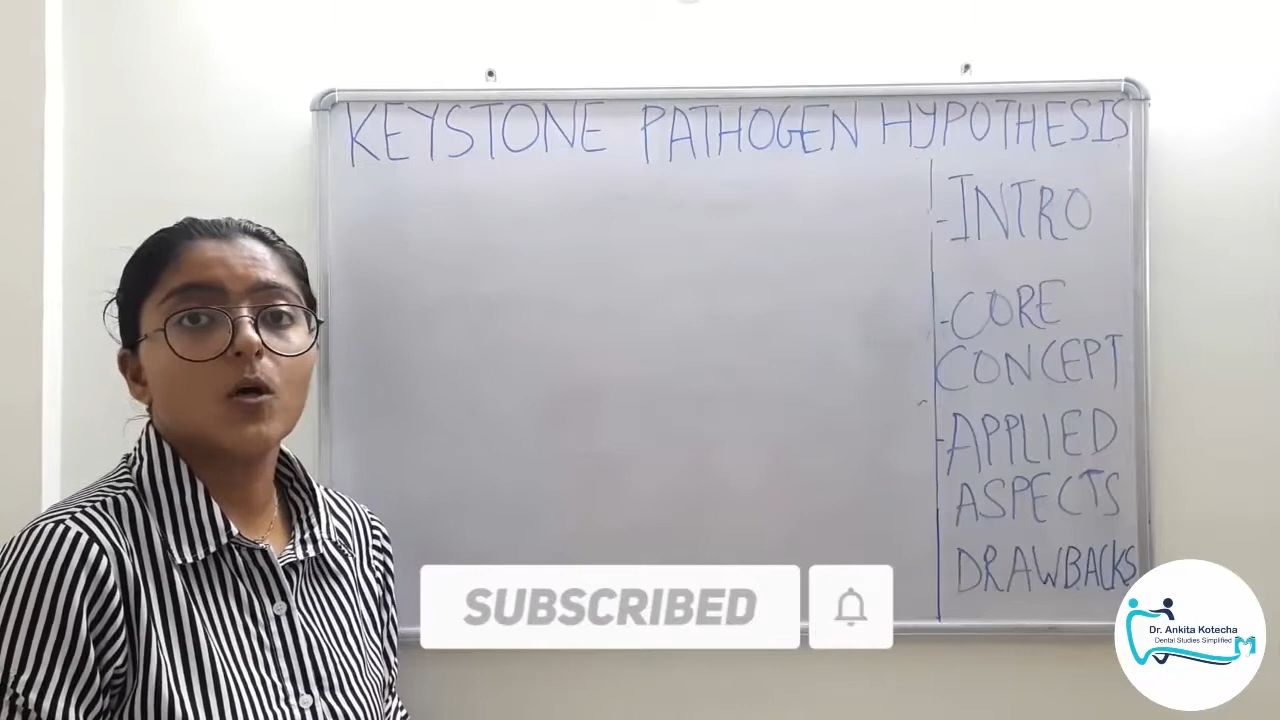 KEYSTONE PATHOGEN HYPOTHESIS
-INTRO
-CORE
CONCEPT
-APPLIED
ASPECTS
DRAWBACKS
SUBSCRIBED
Dr. Ankita Kotecha
Dental Studies Simplified